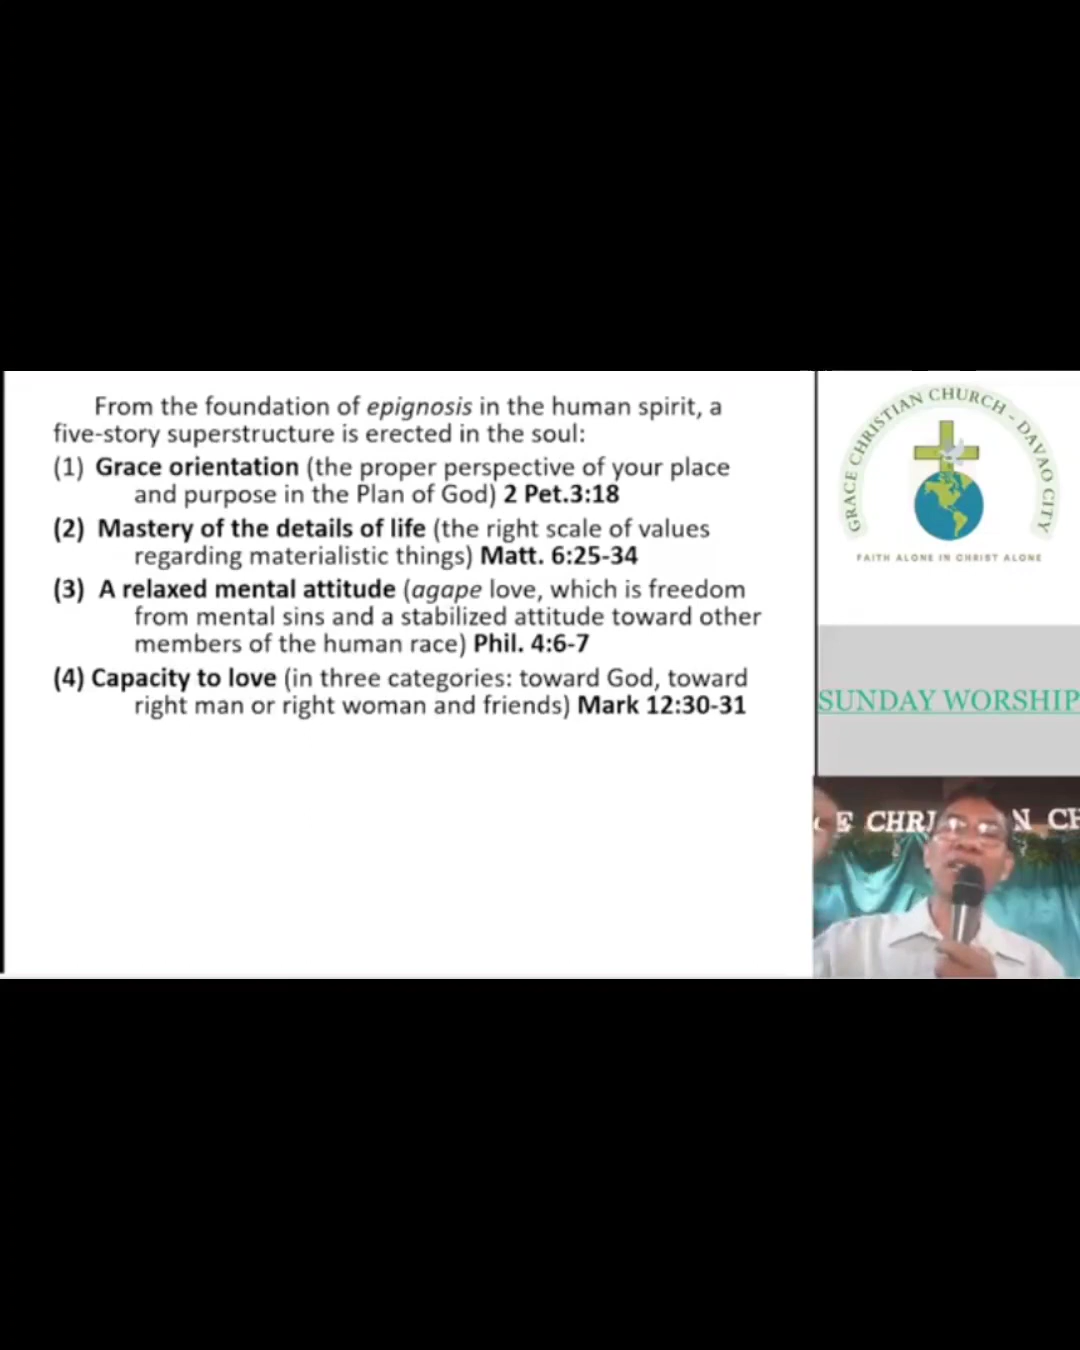 From the foundation of epignosis in the human spirit, a
five-story superstructure is erected in the soul:
(1) Grace orientation (the proper perspective of your place
and purpose in the Plan of God) 2 Pet.3:18
(2) Mastery of the details of life (the right scale of values
regarding materialistic things) Matt. 6:25-34
(3) A relaxed mental attitude (agape love, which is freedom
from mental sins and a stabilized attitude toward other
members of the human race) Phil. 4:6-7
(4) Capacity to love (in three categories: toward God, toward
right man or right woman and friends) Mark 12:30-31
GRACE CHRISTIAN CHURCH - DAVAO CITY
FAITH ALONE IN CHRIST ALONE
SUNDAY WORSHIP
CE CHRI N CH